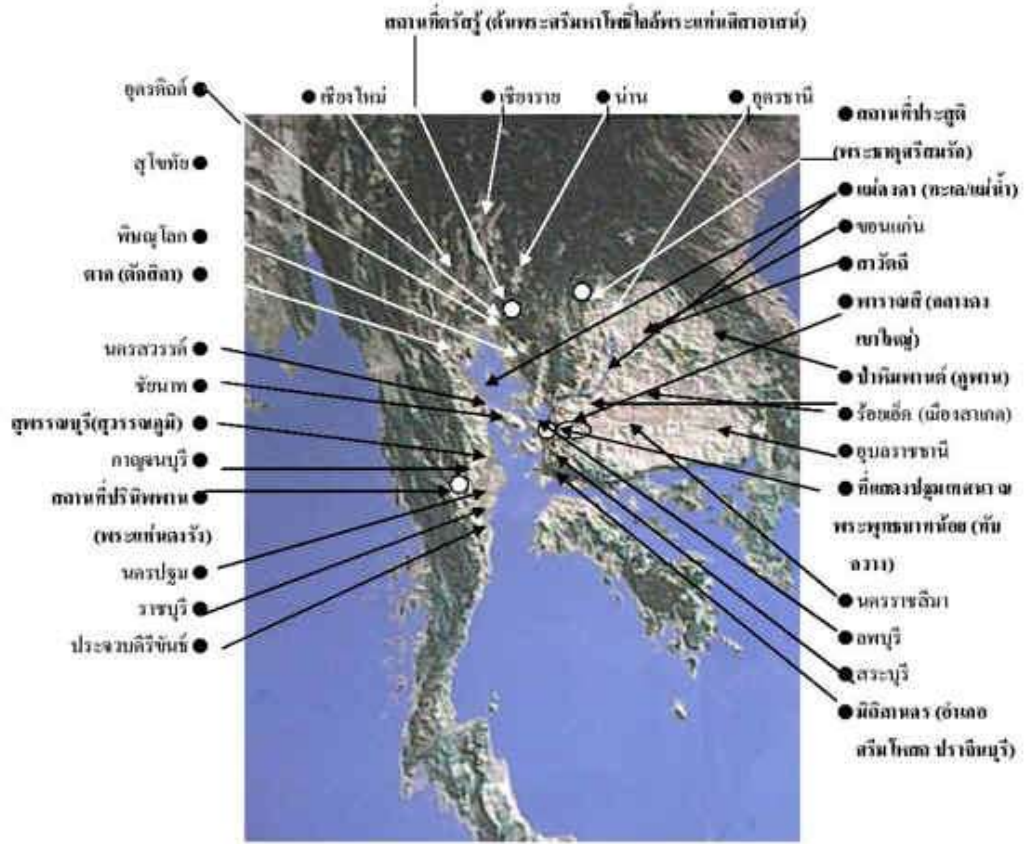 สถานที่ตรัสรู้ (ต้นพระศรีมหาโพธิ์ใกล้พระแท่นศิลาอาสน์)
อุตรดิตถ์
เชียงใหม่
เชียงราย
น่าน
อุดรธานี
สุโขทัย
พิษณุโลก
ตาก (ตักสิลา)
นครสวรรค์
ชัยนาท
สุพรรณบุรี(สุวรรณภูมิ)
กาญจนบุรี
สถานที่ปรินิพพาน
(พระแท่นดงรัง)
นครปฐม
ราชบุรี
ประจวบคีรีขันธ์
สถานที่ประสูติ
(พระธาตุศรีสมรัก)
แม่คงคา (ทะเล/แม่น้ำ)
ขอนแก่น
สาวัตถี
พาราณสี (กลางดง
เขาใหญ่)
ป่าหิมพานต์ (ภูพาน)
ร้อยเอ็ด (เมืองสาเกต)
อุบลราชธานี
ที่แสดงปฐมเทศนา ณ
พระพุทธบาทน้อย (ทับ
กวาง)
นครราชสีมา
ลพบุรี
สระบุรี
มิถิลานคร (อำเภอ
ศรีมโหสถ ปราจีนบุรี)